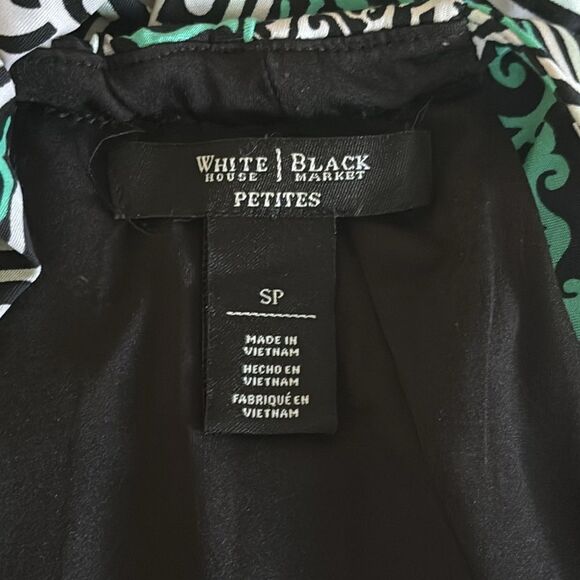 WHITE | BLACK
HOUSE MARKET
PETITES
SP
MADE IN
VIETNAM
HECHO EN
VIETNAM
FABRIQUÉ EN
VIETNAM